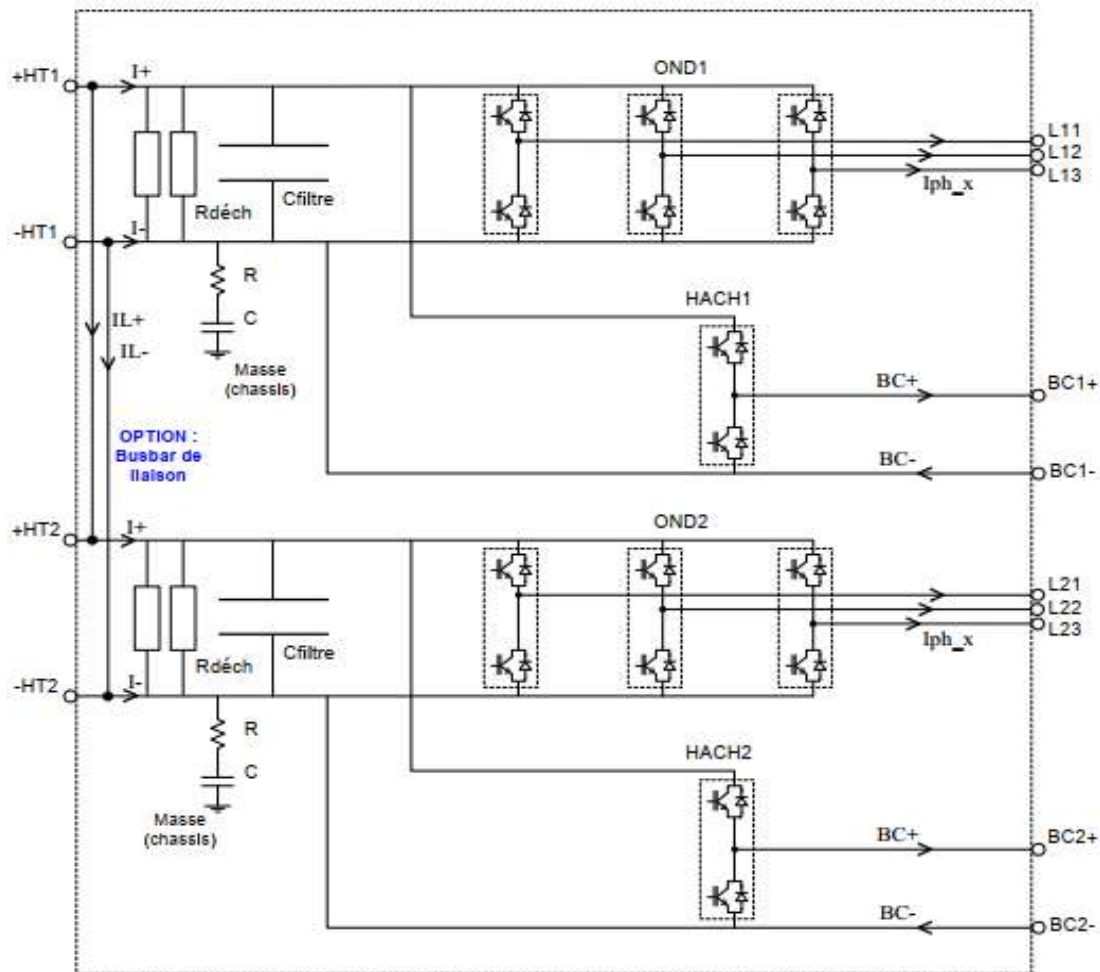 +HT1
I+
OND1
L11
L12
L13
Iph_x
Rdéch
Cfiltre
-HT1
I-
R
C
Masse
(chassis)
HACH1
IL+
IL-
BC+
BC1+
BC-
BC1-
OPTION :
Busbar de
liaison
+HT2
I+
OND2
L21
L22
L23
Iph_x
Rdéch
Cfiltre
-HT2
I-
R
C
Masse
(chassis)
HACH2
BC+
BC2+
BC-
BC2-